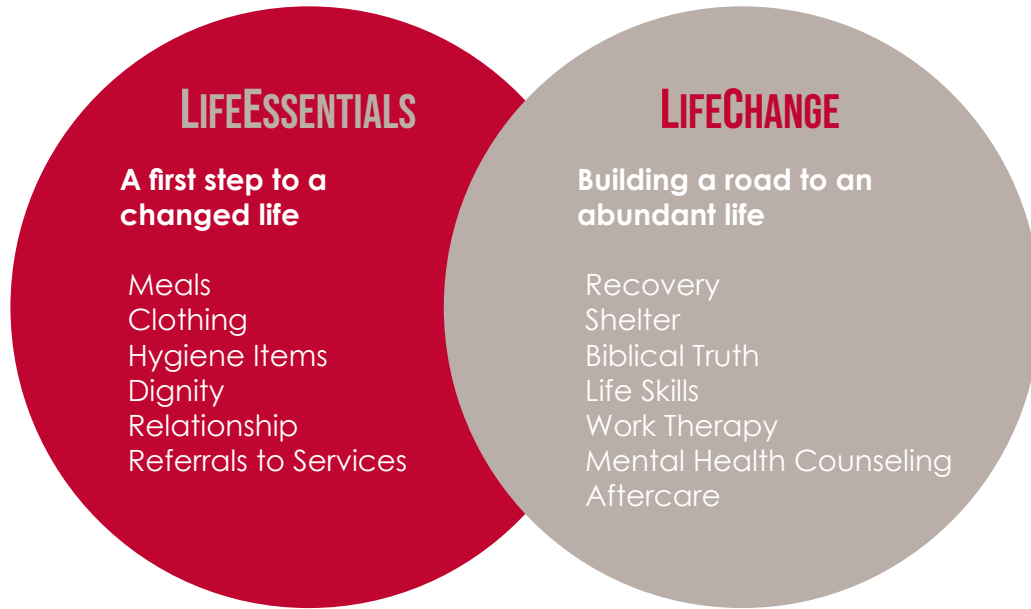 LifeEssentials
A first step to a
changed life
Meals
Clothing
Hygiene Items
Dignity
Relationship
Referrals to Services
LifeChange
Building a road to an
abundant life
Recovery
Shelter
Biblical Truth
Life Skills
Work Therapy
Mental Health Counseling
Aftercare